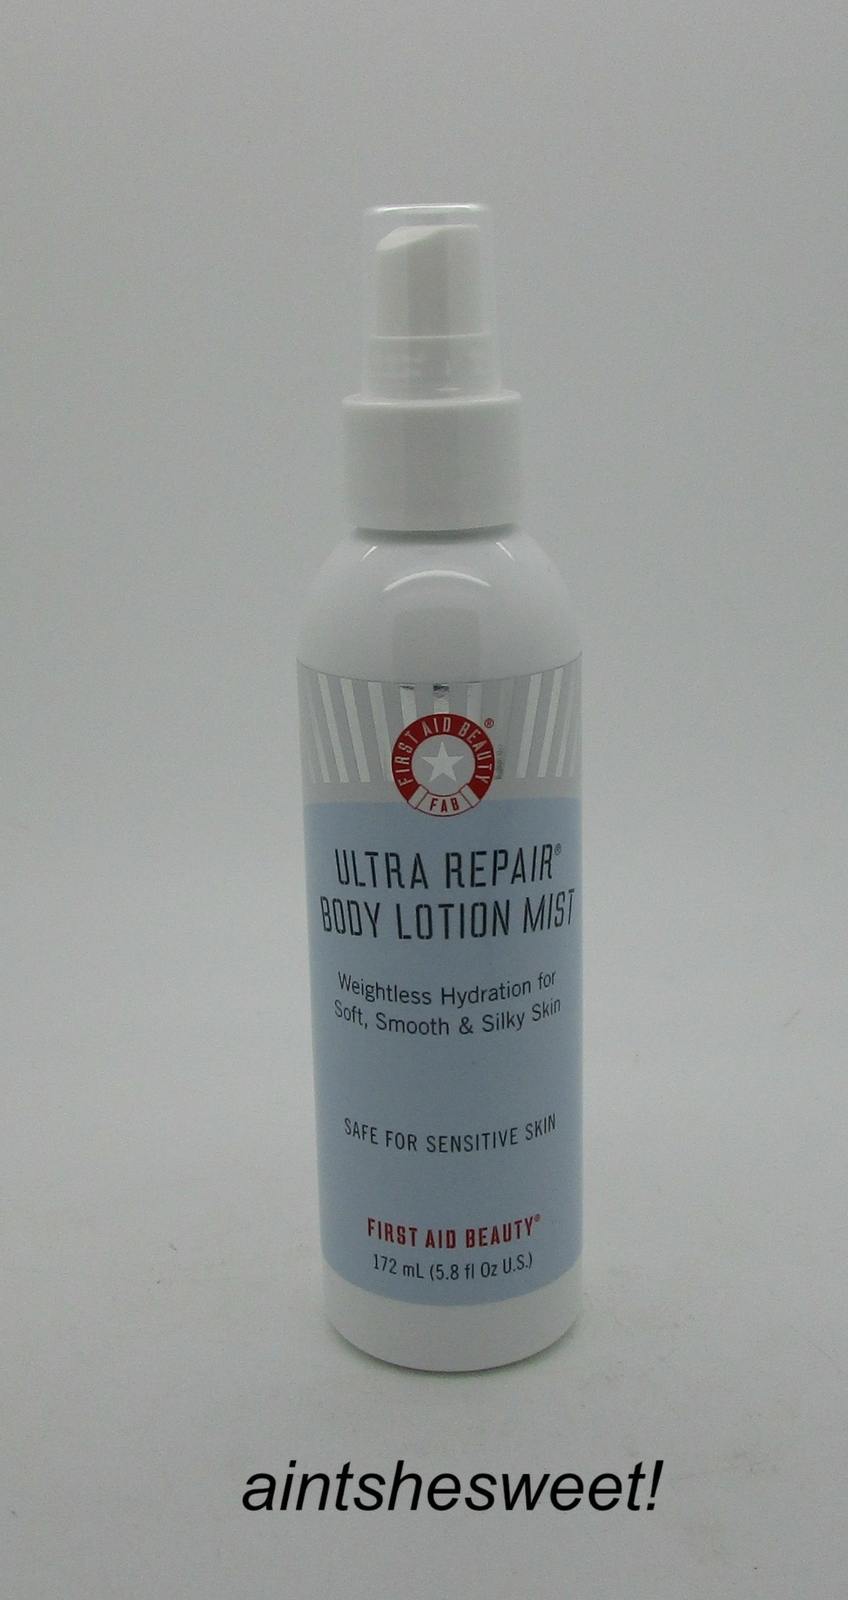 FIRST AID BEAUTY®
FAB
ULTRA REPAIR®
BODY LOTION MIST
Weightless Hydration for
Soft, Smooth & Silky Skin
SAFE FOR SENSITIVE SKIN
FIRST AID BEAUTY®
172 mL (5.8 fl Oz U.S.)
aintshesweet!